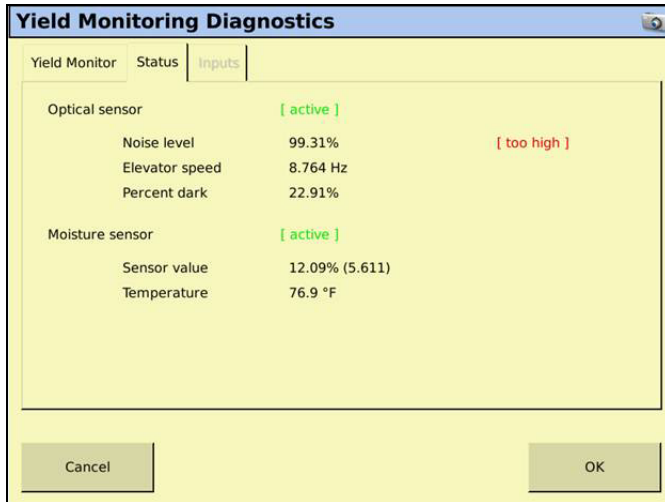 Yield Monitoring Diagnostics
Yield Monitor Status Inputs
Optical sensor [ active ]
Noise level 99.31% [ too high ]
Elevator speed 8.764 Hz
Percent dark 22.91%
Moisture sensor [ active ]
Sensor value 12.09% (5.611)
Temperature 76.9 °F
Cancel OK